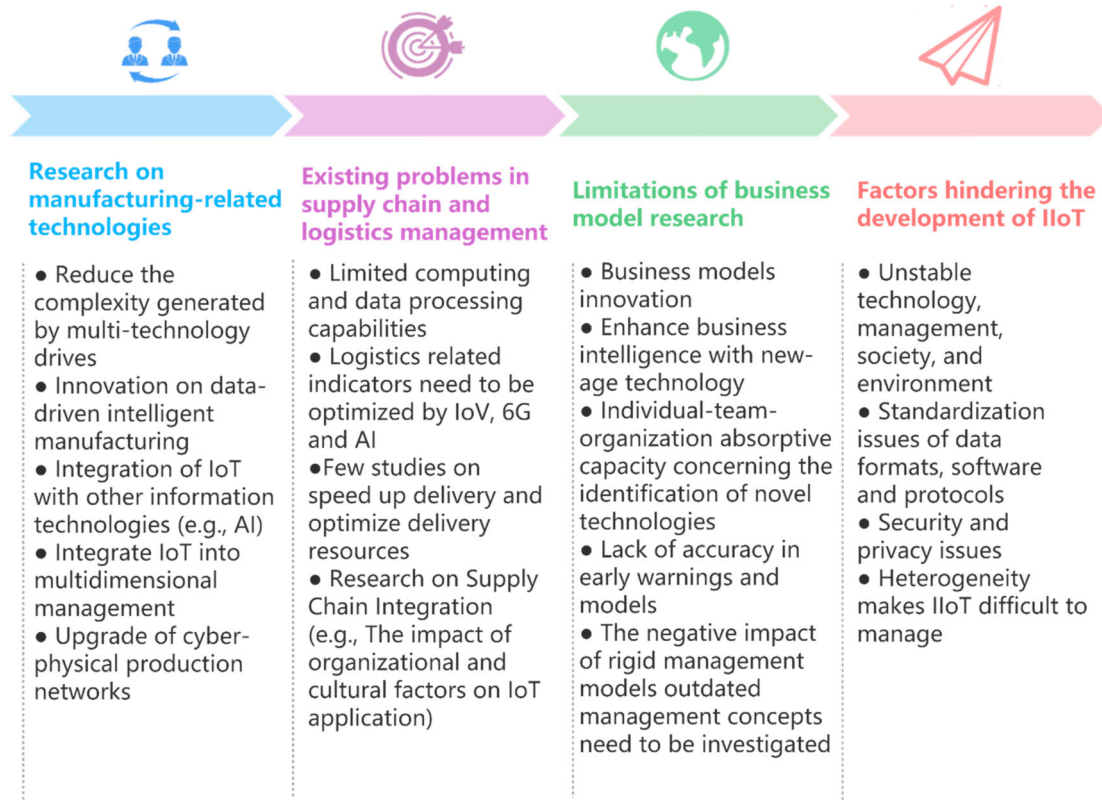 Research on
manufacturing-related
technologies
● Reduce the
complexity generated
by multi-technology
drives
● Innovation on data-
driven intelligent
manufacturing
● Integration of IoT
with other information
technologies (e.g., AI)
● Integrate IoT into
multidimensional
management
● Upgrade of cyber-
physical production
networks
Existing problems in
supply chain and
logistics management
● Limited computing
and data processing
capabilities
● Logistics related
indicators need to be
optimized by IoV, 6G
and AI
●Few studies on
speed up delivery and
optimize delivery
resources
● Research on Supply
Chain Integration
(e.g., The impact of
organizational and
cultural factors on IoT
application)
Limitations of business
model research
● Business models
innovation
● Enhance business
intelligence with new-
age technology
● Individual-team-
organization absorptive
capacity concerning the
identification of novel
technologies
● Lack of accuracy in
early warnings and
models
● The negative impact
of rigid management
models outdated
management concepts
need to be investigated
Factors hindering the
development of IIoT
● Unstable
technology,
management,
society, and
environment
● Standardization
issues of data
formats, software
and protocols
● Security and
privacy issues
● Heterogeneity
makes IIoT difficult to
manage